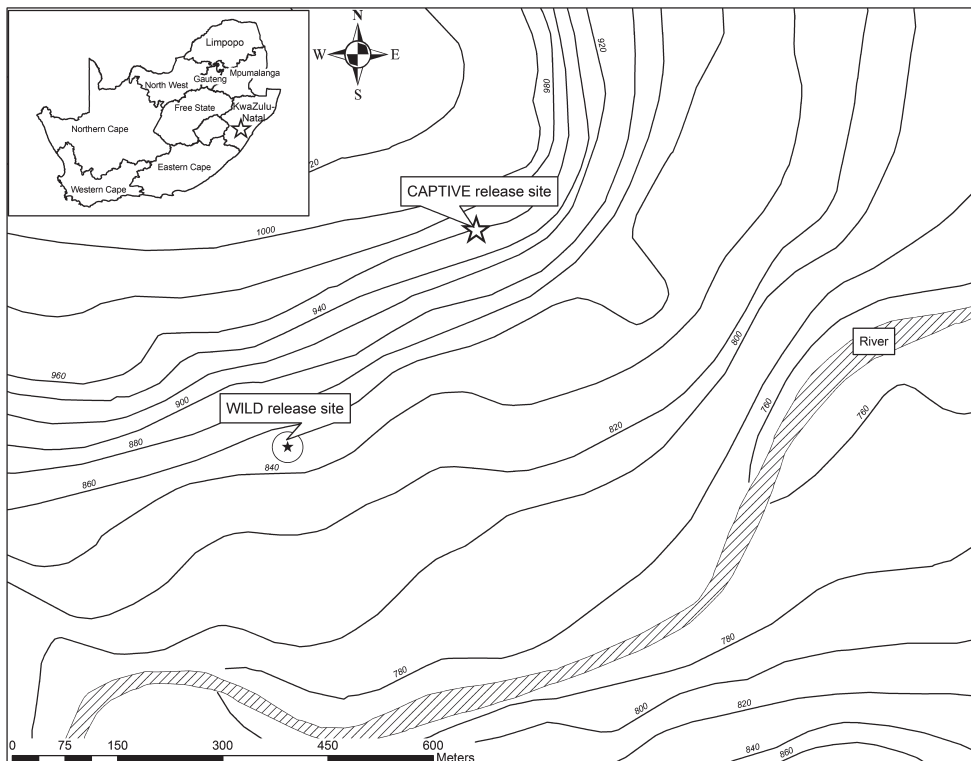 N
W E
S
Limpopo
North West
Gauteng
Mpumalanga
Free State
KwaZulu-
Natal
Northern Cape
Eastern Cape
Western Cape
920
980
20
CAPTIVE release site
1000
940
800
River
960
900
WILD release site
760
760
820
880
840
860
780
780
800
820
840
860
0 75 150 300 450 600
Meters